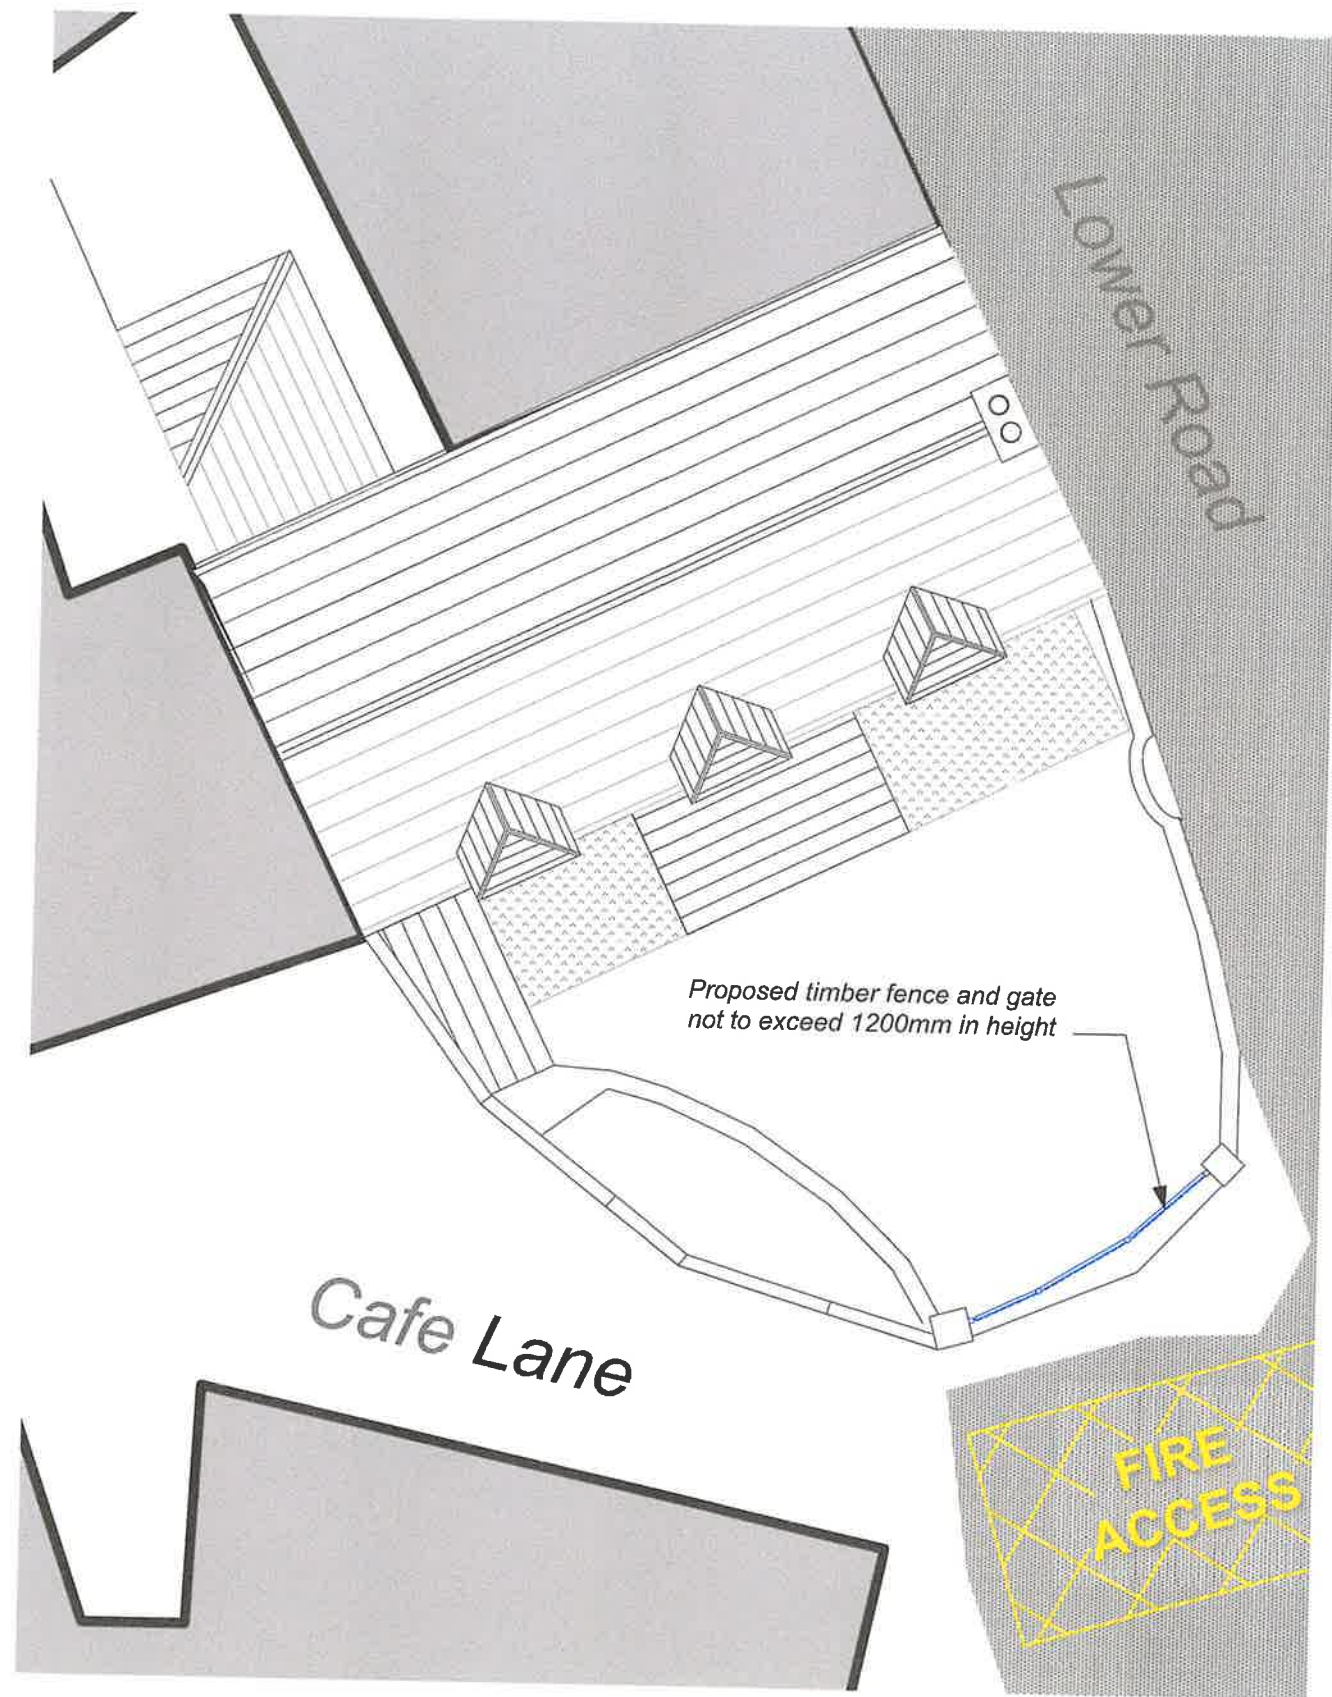 Lower Road
Proposed timber fence and gate
not to exceed 1200mm in height
Cafe Lane
FIRE
ACCESS